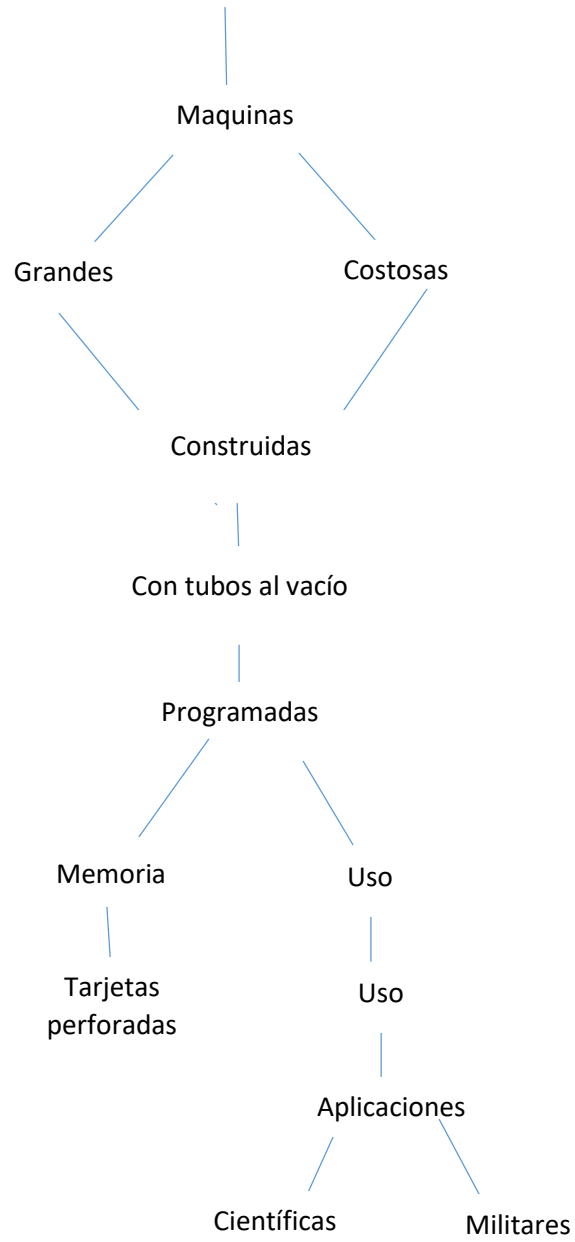 Maquinas
Grandes
Costosas
Construidas
Con tubos al vacío
Programadas
Memoria
Uso
Tarjetas
perforadas
Uso
Aplicaciones
Científicas
Militares